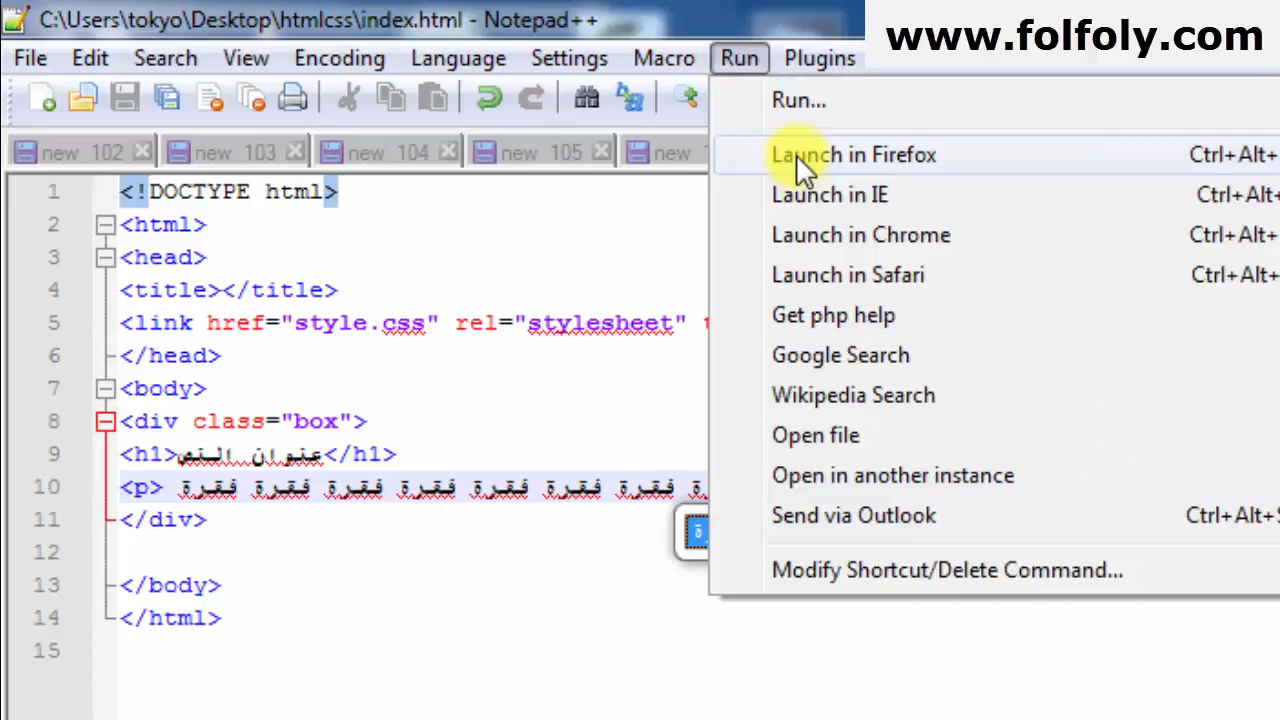 C:\Users\tokyo\Desktop\htmlcss\index.html - Notepad++
www.folfoly.com
File Edit Search View Encoding Language Settings Macro Run Plugins
new 102 new 103 new 104 new 105 new
1 <!DOCTYPE html>
2 <html>
3 <head>
4 <title></title>
5 <link href="style.css" rel="stylesheet" t
6 </head>
7 <body>
8 <div class="box">
9 <h1>عنوان النص</h1>
10 <p> فقرة فقرة فقرة فقرة فقرة فقرة فقرة
11 </div>
12
13 </body>
14 </html>
15
Run...
Launch in Firefox Ctrl+Alt+
Launch in IE Ctrl+Alt+
Launch in Chrome Ctrl+Alt+
Launch in Safari Ctrl+Alt+
Get php help
Google Search
Wikipedia Search
Open file
Open in another instance
Send via Outlook Ctrl+Alt+S
Modify Shortcut/Delete Command...